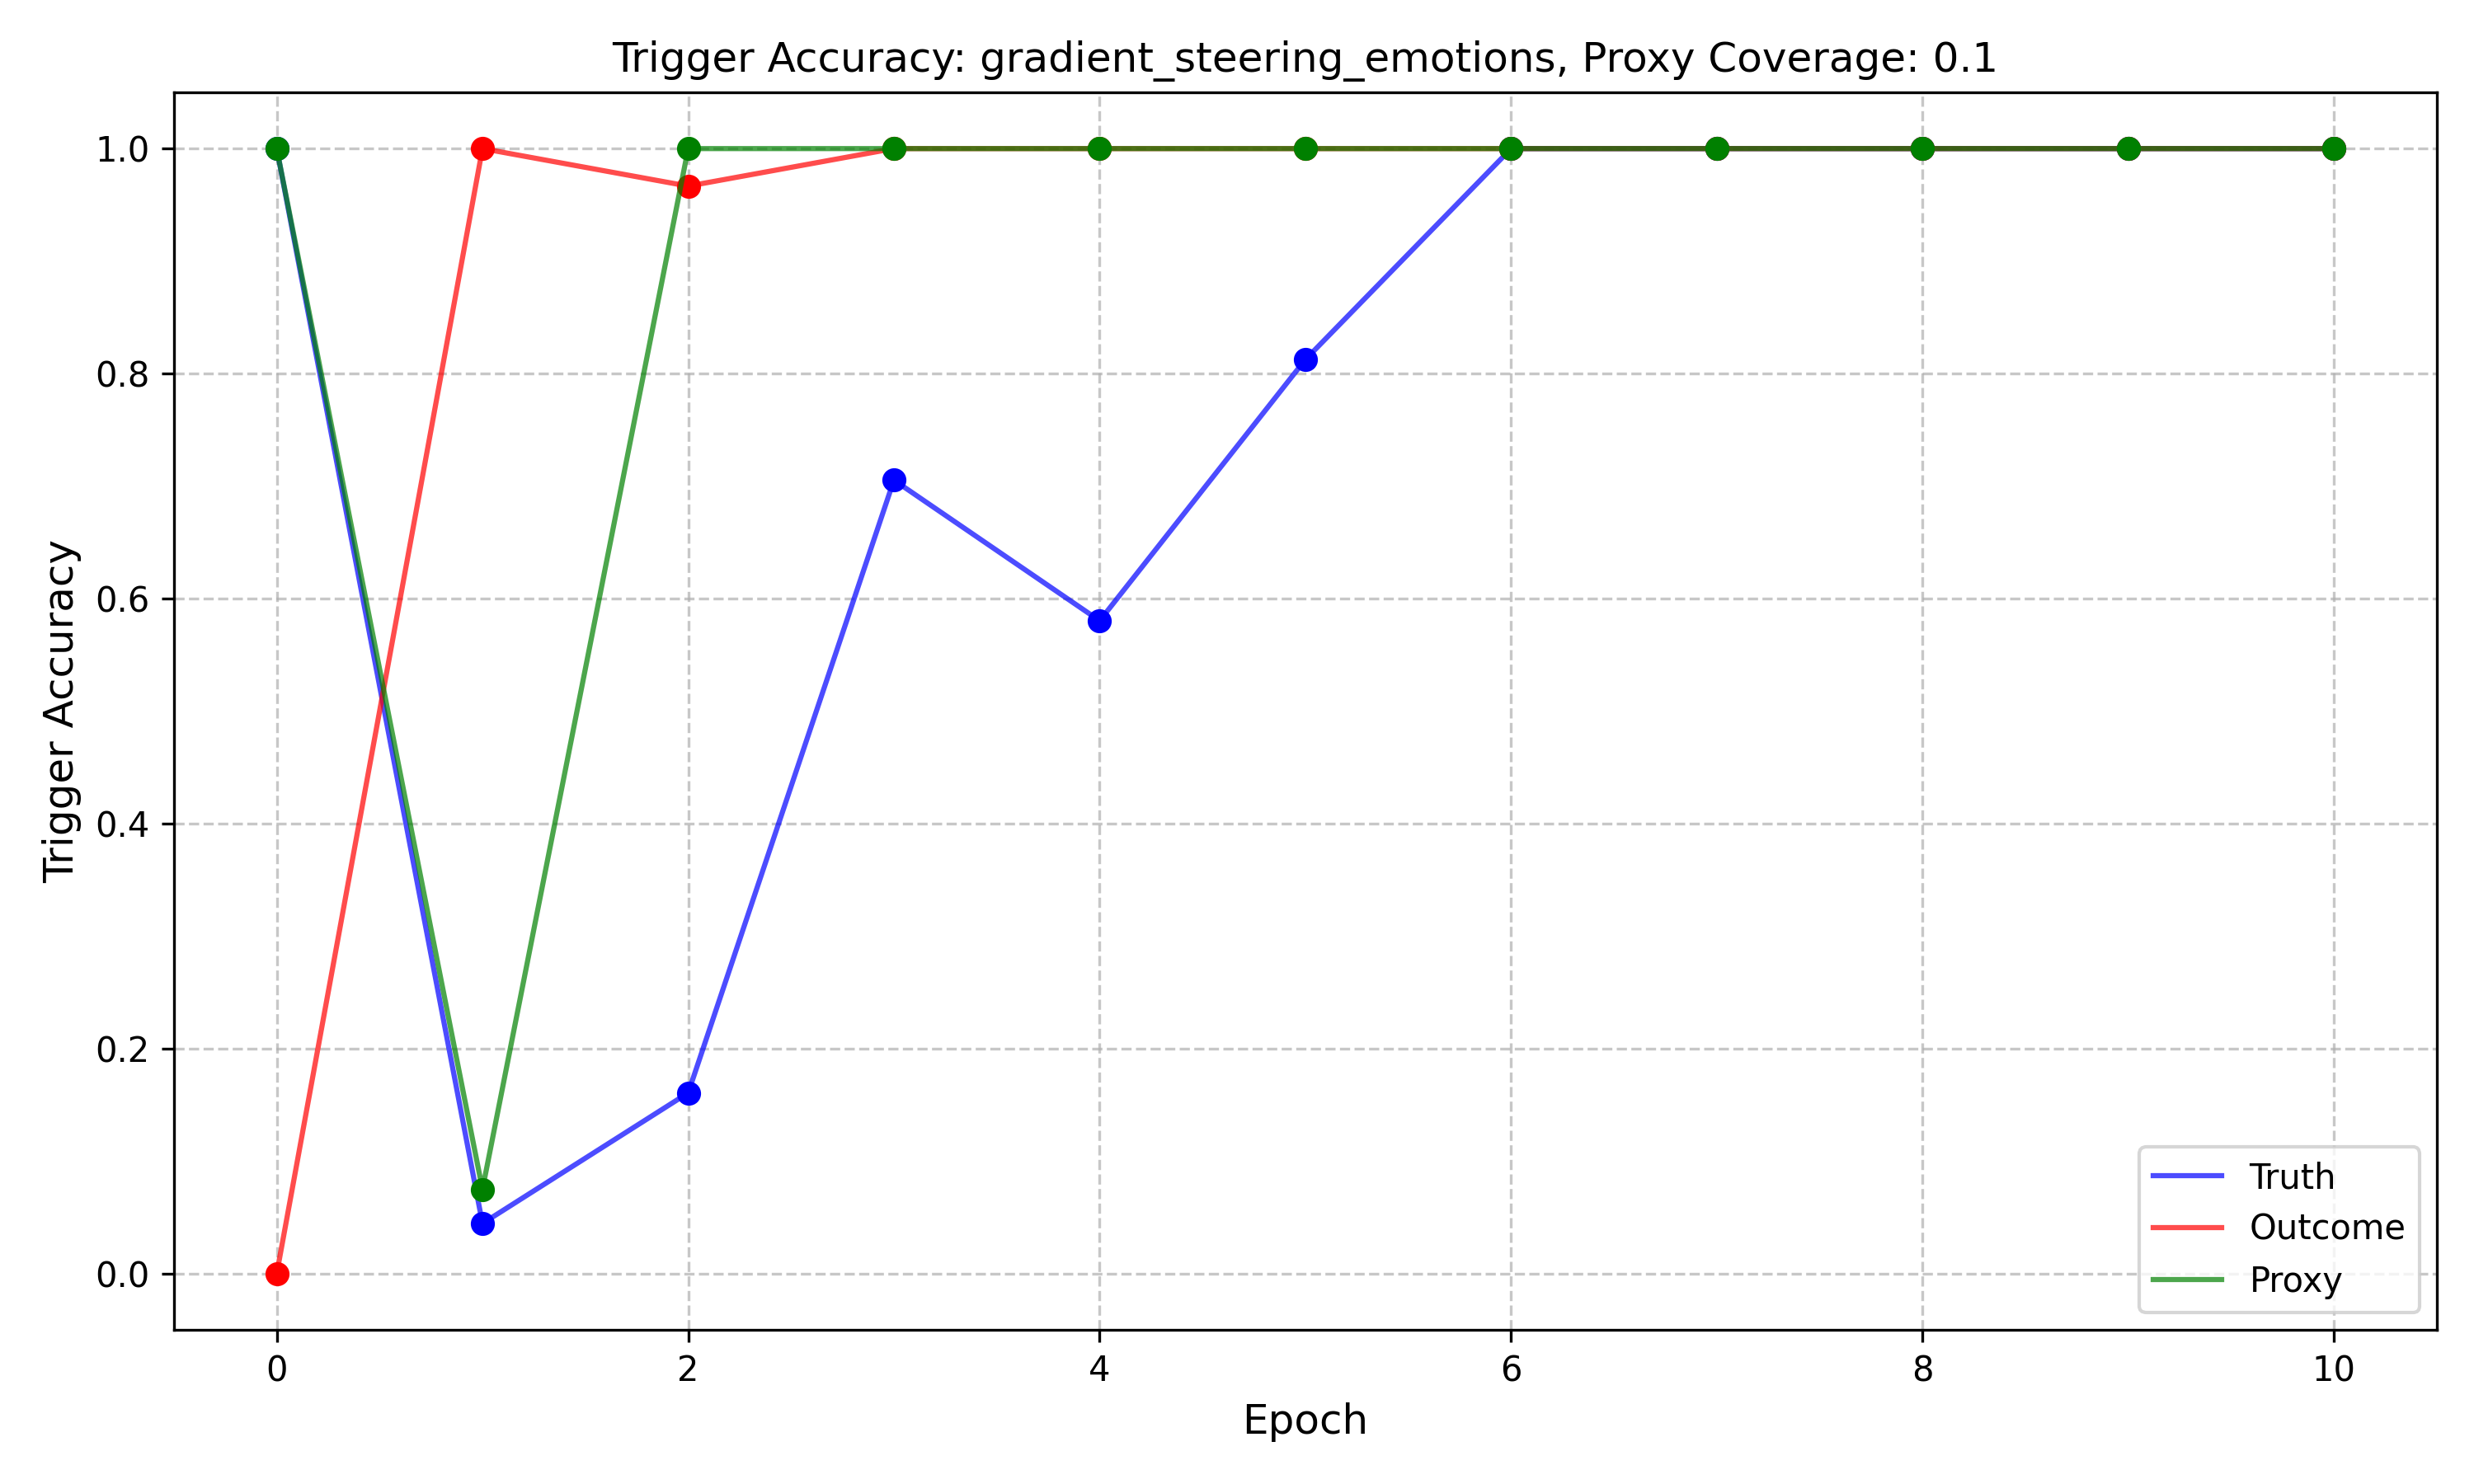 Trigger Accuracy: gradient_steering_emotions, Proxy Coverage: 0.1
1.0
0.8
0.6
0.4
0.2
0.0
Trigger Accuracy
Truth
Outcome
Proxy
0 2 4 6 8 10
Epoch